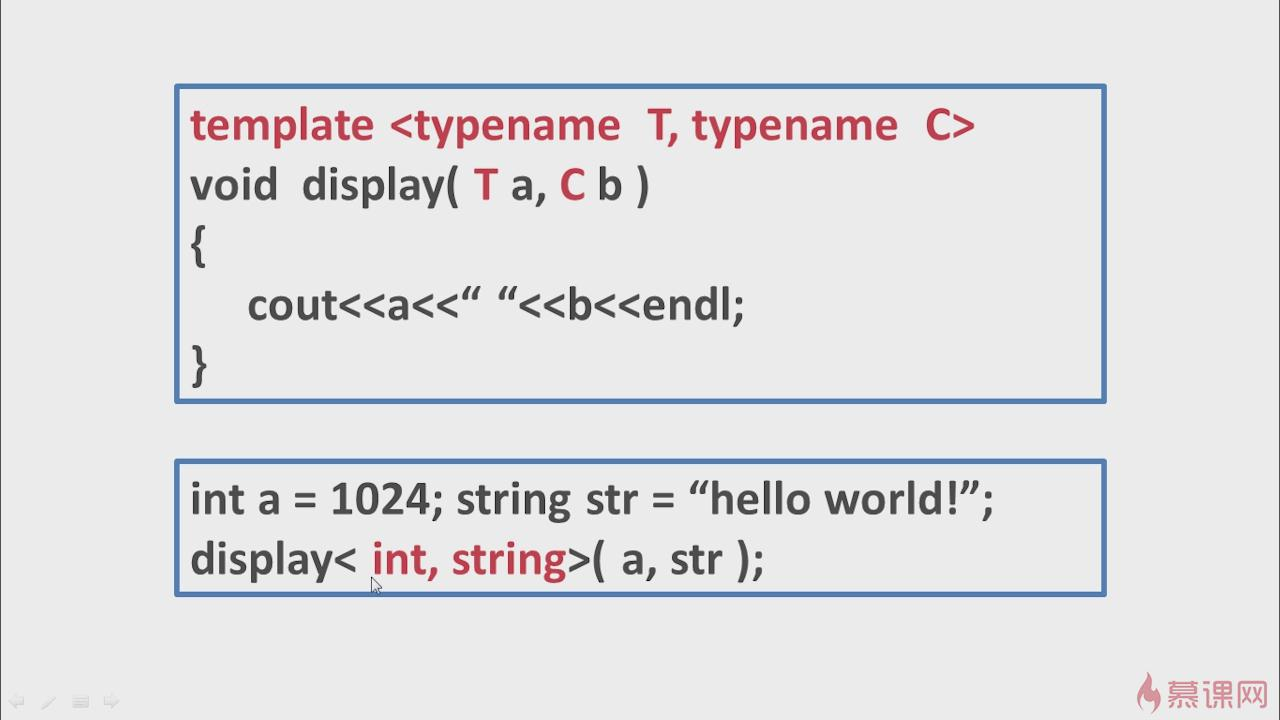 template <typename T, typename C>
void display( T a, C b )
{
cout<<a<<“ “<<b<<endl;
}
int a = 1024; string str = “hello world!”;
display< int, string>( a, str );
慕课网